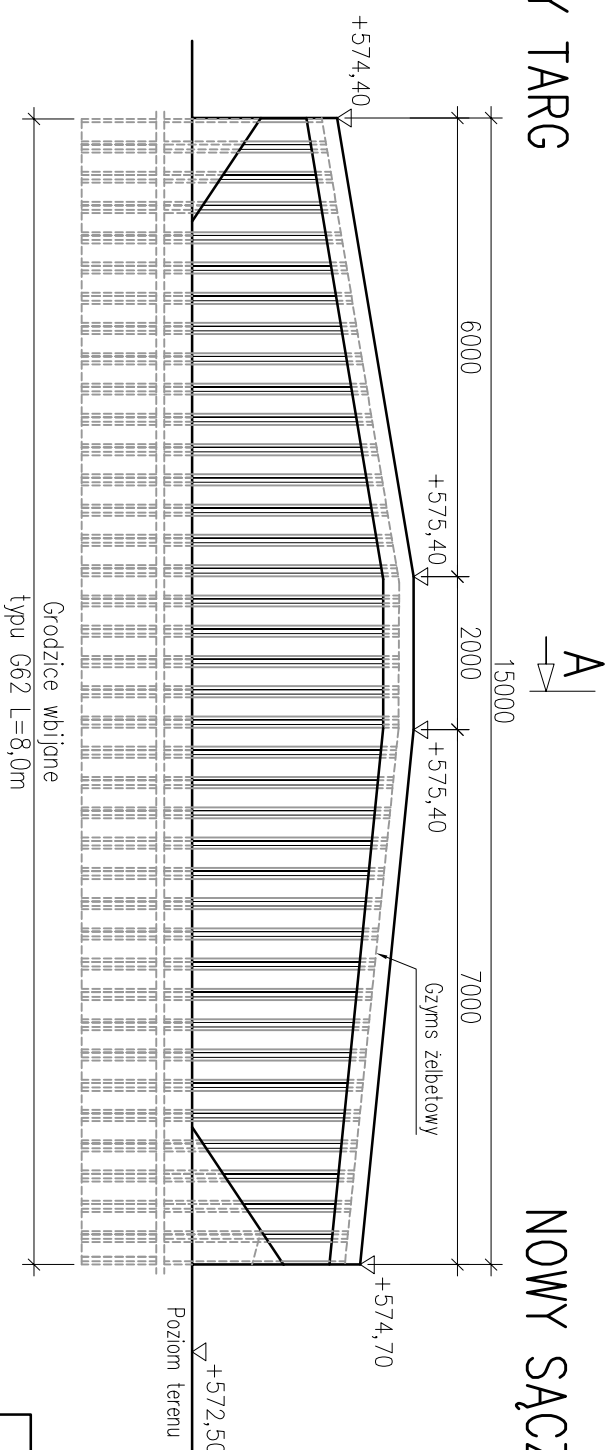 TARG
NOWY SĄCZ
A
15000
6000
2000
7000
+574,40
+575,40
+575,40
+574,70
Gzyms żelbetowy
+572,50
Poziom terenu
Grodzice wbijane
typu G62 L=8,0m